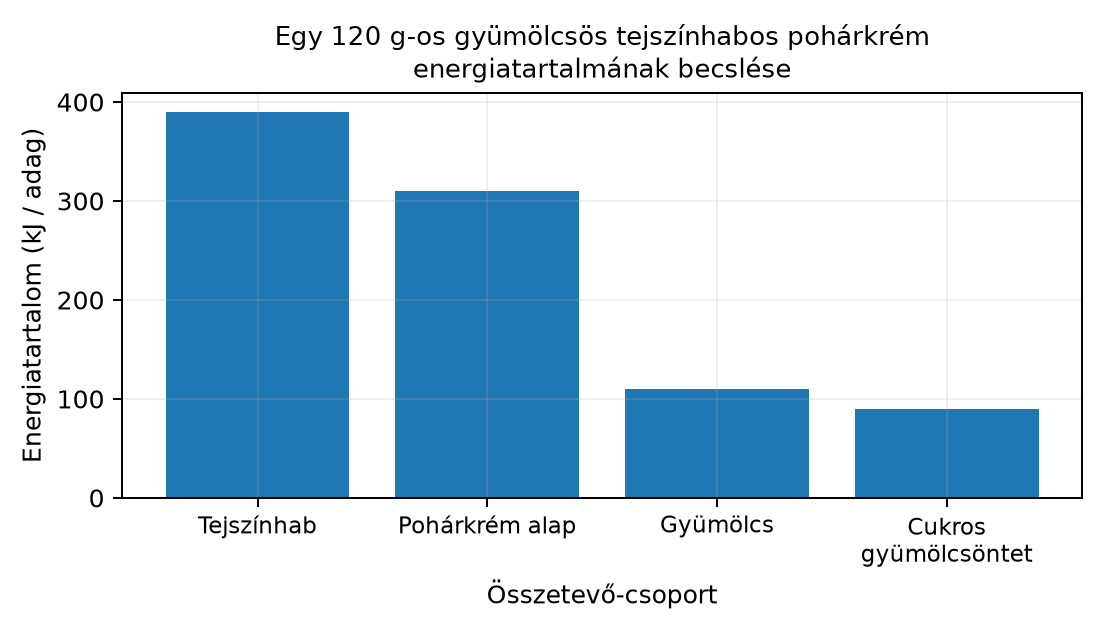 Egy 120 g-os gyümölcsös tejszínhabos pohárkrém
energiatartalmának becslése
Energiatartalom (kJ / adag)
400
300
200
100
0
Tejszínhab
Pohárkrém alap
Gyümölcs
Cukros
gyümölcsöntet
Összetevő-csoport